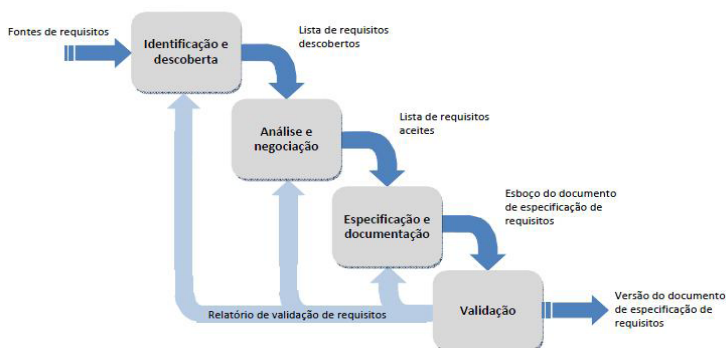 Fontes de requisitos
Identificação e
descoberta
Lista de requisitos
descobertos
Análise e
negociação
Lista de requisitos
aceites
Especificação e
documentação
Esboço do documento
de especificação de
requisitos
Validação
Relatório de validação de requisitos
Versão do documento
de especificação de
requisitos